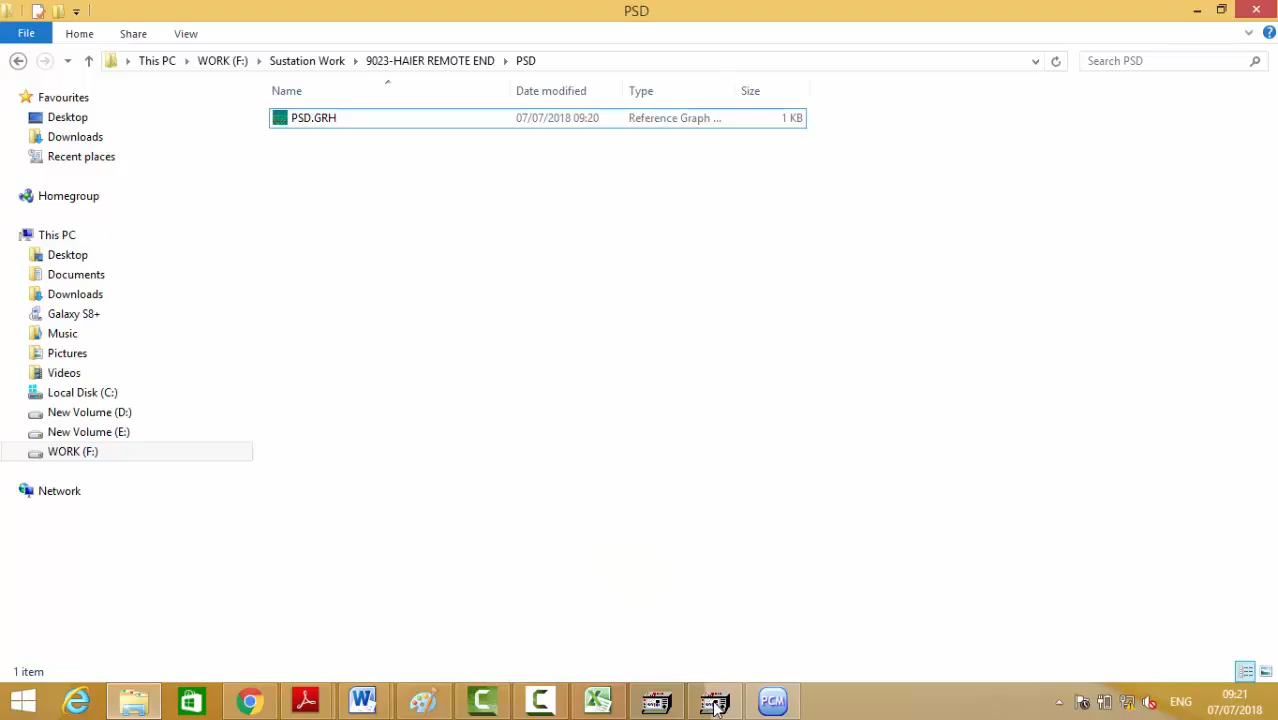 PSD
File Home Share View
This PC WORK (F:) Sustation Work 9023-HAIER REMOTE END PSD
Search PSD
Name Date modified Type Size
PSD.GRH 07/07/2018 09:20 Reference Graph ... 1 KB
Favourites
Desktop
Downloads
Recent places
Homegroup
This PC
Desktop
Documents
Downloads
Galaxy S8+
Music
Pictures
Videos
Local Disk (C:)
New Volume (D:)
New Volume (E:)
WORK (F:)
Network
1 item
PCM
ENG
09:21
07/07/2018